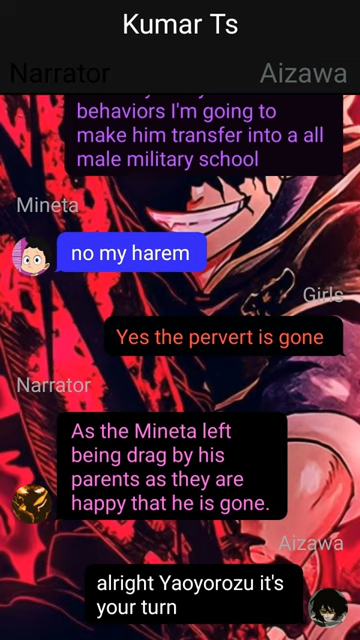 Kumar Ts
Narrator
Aizawa
behaviors I'm going to
make him transfer into a all
male military school
Mineta
no my harem
Girls
Yes the pervert is gone
Narrator
As the Mineta left
being drag by his
parents as they are
happy that he is gone.
Aizawa
alright Yaoyorozu it's
your turn